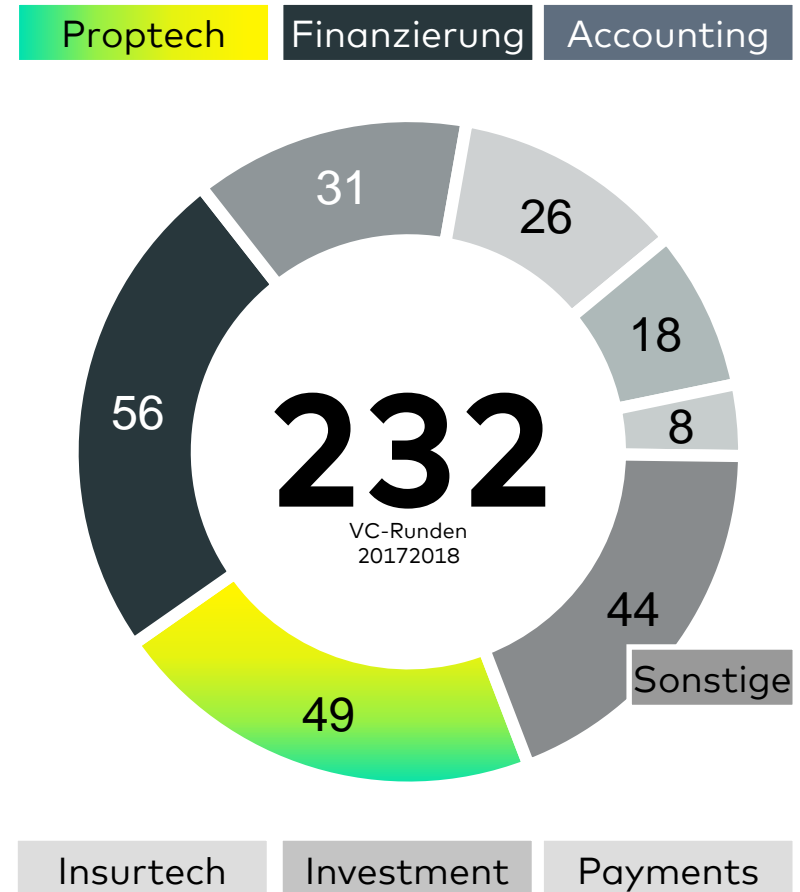 Proptech Finanzierung Accounting
31
26
18
56
8
232
VC-Runden
20172018
44
Sonstige
49
Insurtech Investment Payments